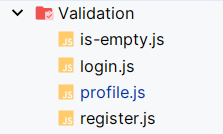 Validation
JS is-empty.js
JS login.js
JS profile.js
JS register.js